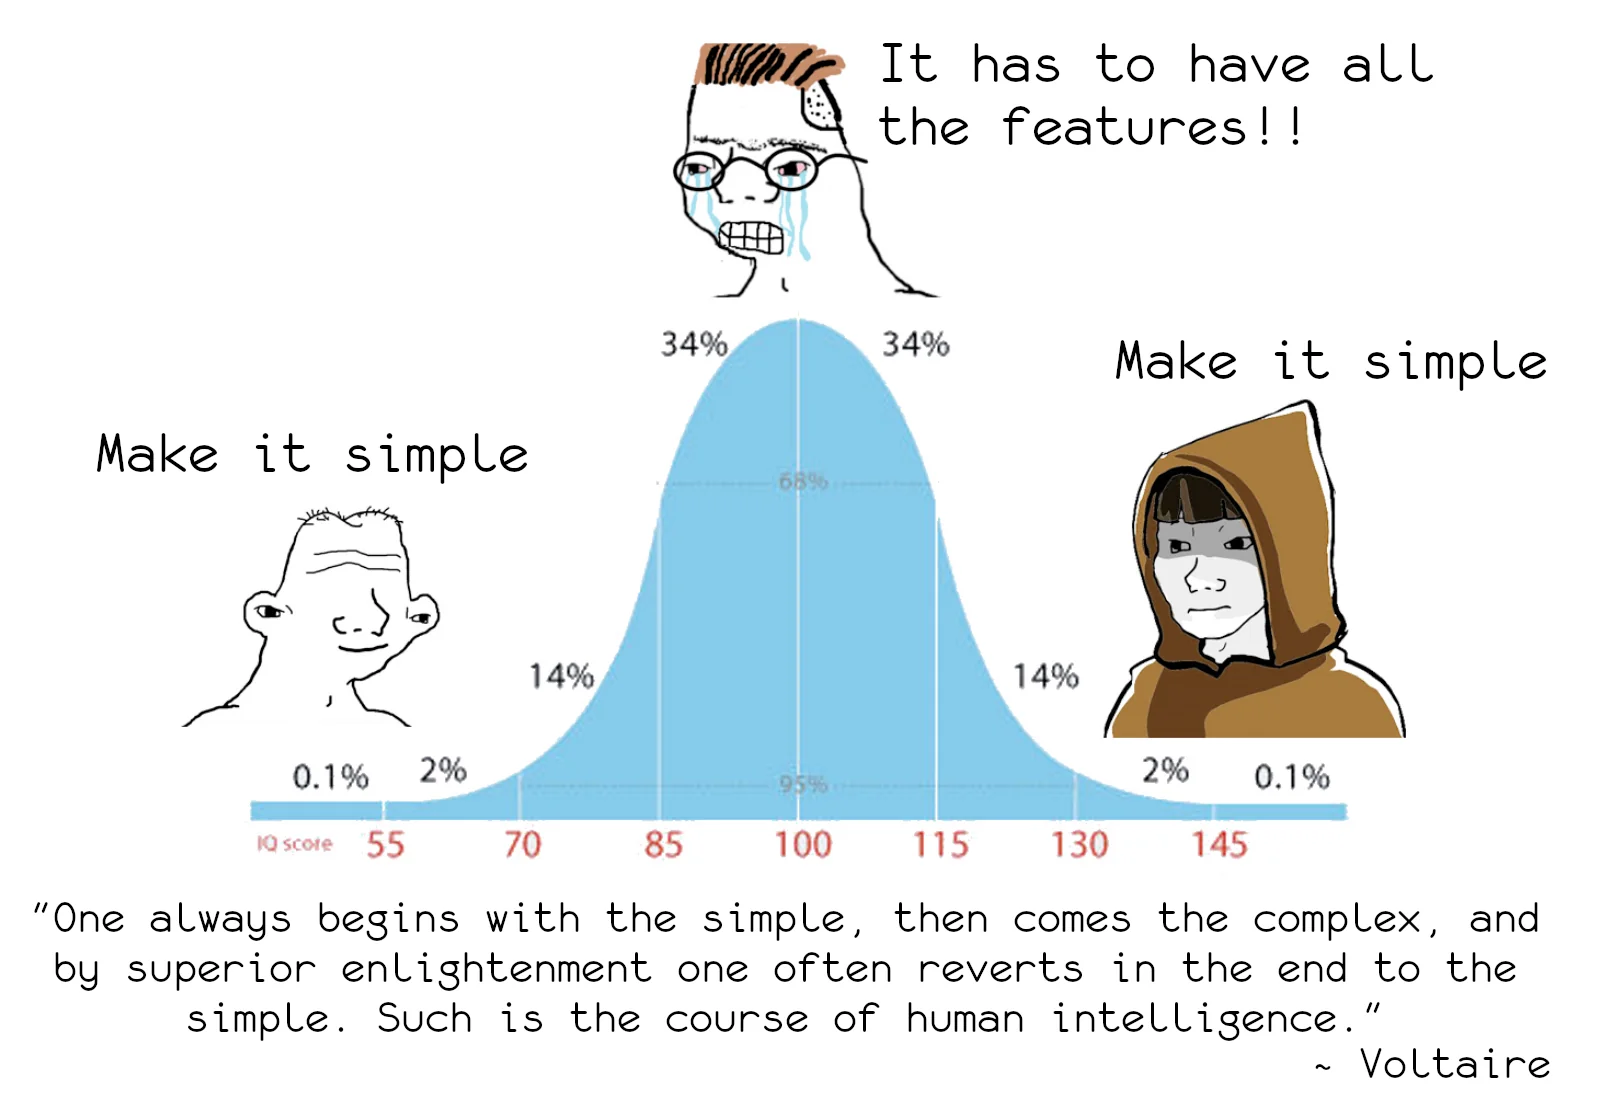 It has to have all
the features!!
34%
34%
Make it simple
Make it simple
68%
14%
14%
0.1%
2%
95%
2%
0.1%
IQ score 55 70 85 100 115 130 145
"One always begins with the simple, then comes the complex, and
by superior enlightenment one often reverts in the end to the
simple. Such is the course of human intelligence."
~ Voltaire